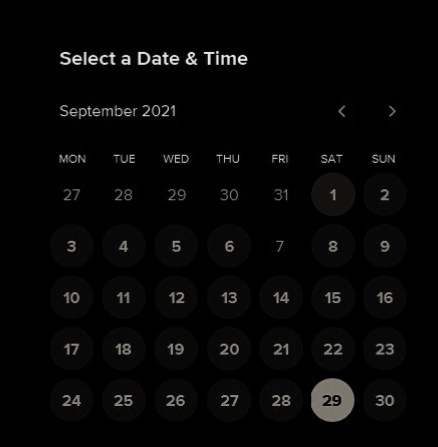 Select a Date & Time
September 2021
MON TUE WED THU FRI SAT SUN
27 28 29 30 31 1 2
3 4 5 6 7 8 9
10 11 12 13 14 15 16
17 18 19 20 21 22 23
24 25 26 27 28 29 30